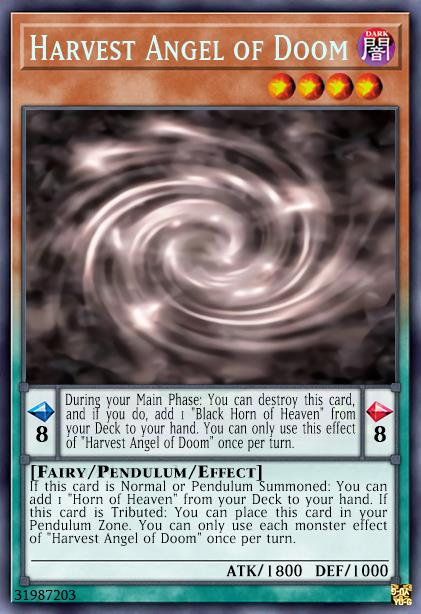 Harvest Angel of Doom
DARK
闇
During your Main Phase: You can destroy this card,
and if you do, add 1 "Black Horn of Heaven" from
your Deck to your hand. You can only use this effect
of "Harvest Angel of Doom" once per turn.
8
8
[Fairy/Pendulum/Effect]
If this card is Normal or Pendulum Summoned: You can
add 1 "Horn of Heaven" from your Deck to your hand. If
this card is Tributed: You can place this card in your
Pendulum Zone. You can only use each monster effect
of "Harvest Angel of Doom" once per turn.
ATK/1800 DEF/1000
31987203